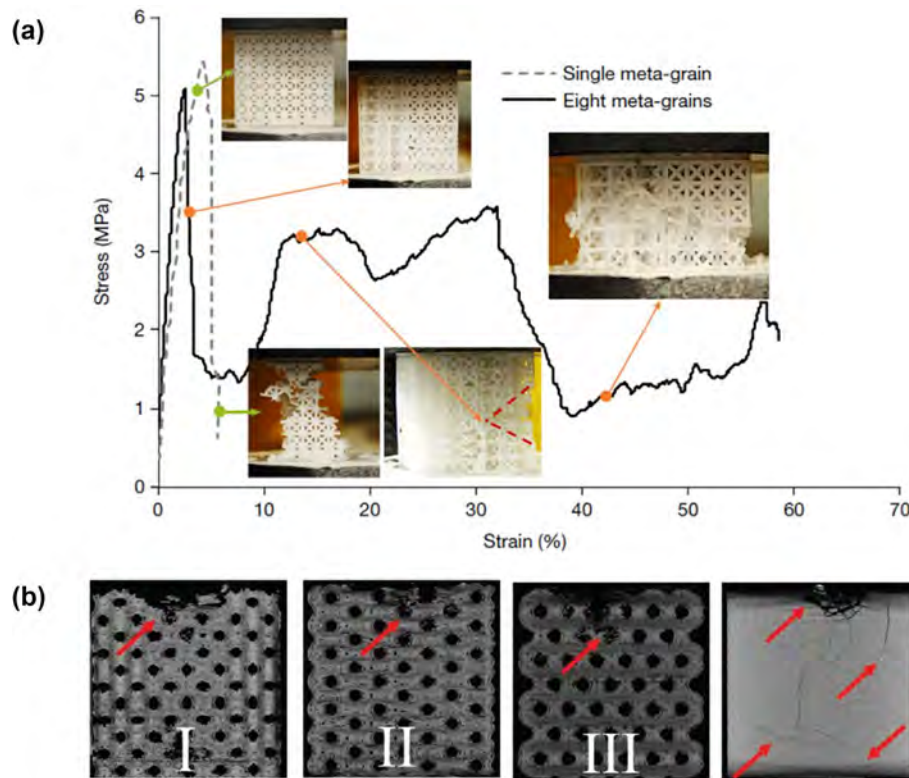 (a)
6
5
4
3
2
1
0
Stress (MPa)
Single meta-grain
Eight meta-grains
0 10 20 30 40 50 60 70
Strain (%)
(b)
I
II
III